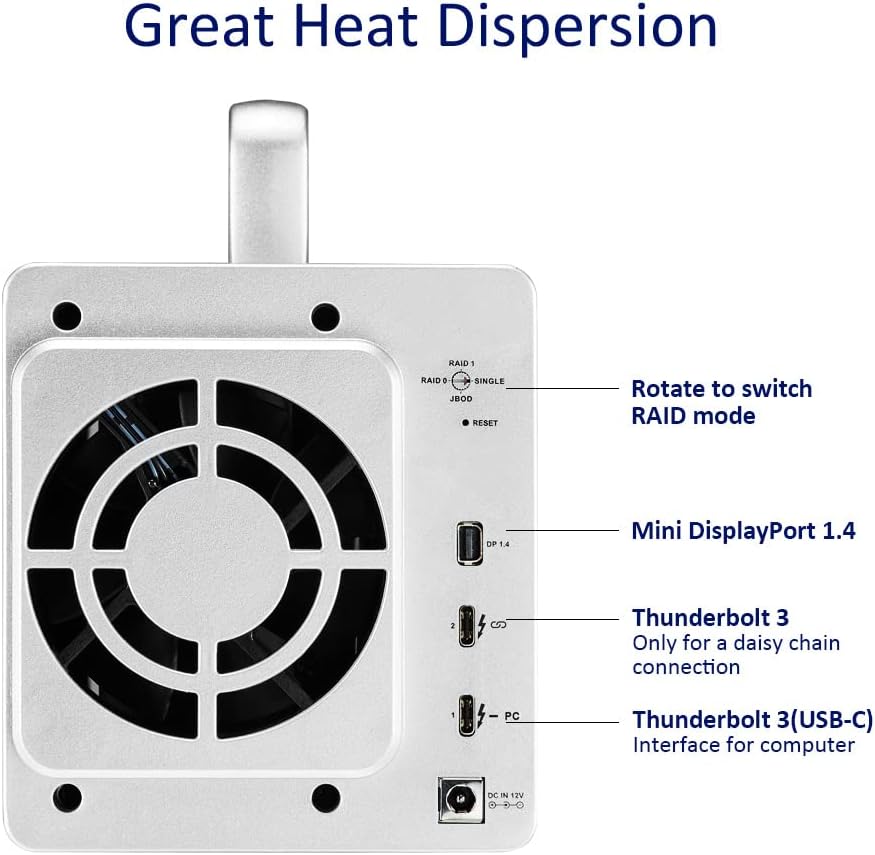 Great Heat Dispersion
RAID 1
RAID 0
SINGLE
JBOD
RESET
Rotate to switch
RAID mode
DP 1.4
Mini DisplayPort 1.4
2
Thunderbolt 3
Only for a daisy chain
connection
1
PC
Thunderbolt 3(USB-C)
Interface for computer
DC IN 12V